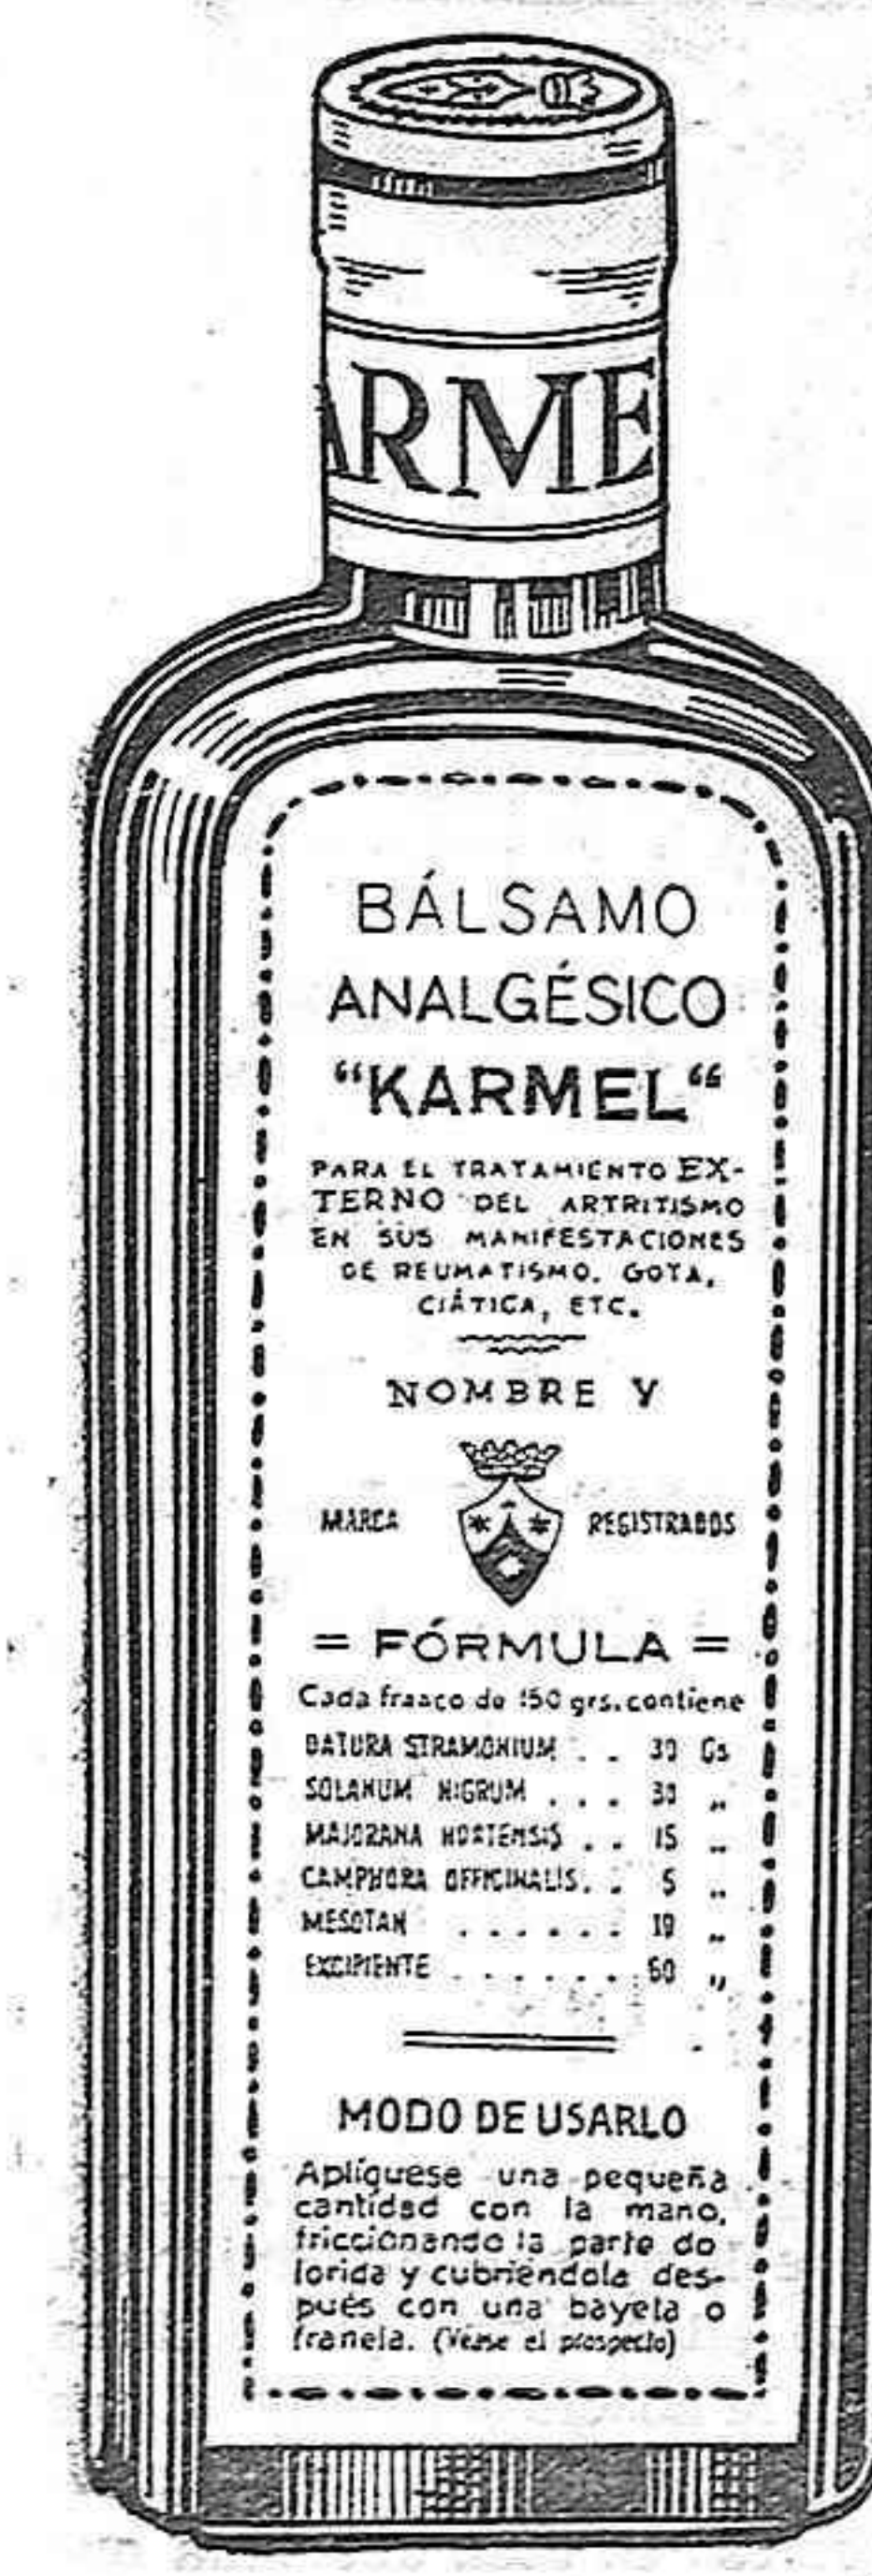 ARME
BÁLSAMO
ANALGÉSICO
“KARMEL“
PARA EL TRATAMIENTO EX-
TERNO DEL ARTRITISMO
EN SUS MANIFESTACIONES
DE REUMATISMO. GOTA,
CIÁTICA, ETC.
NOMBRE Y
MARCA REGISTRADOS
= FÓRMULA =
Cada frasco de 150 grs. contiene
DATURA STRAMONIUM . . 30 Gs
SOLANUM NIGRUM . . . 30 „
MAJORANA HORTENSIS . . 15 „
CAMPHORA OFFICINALIS. . 5 „
MESOTAN . . . . . . 10 „
EXCIPIENTE . . . . . . 60 „
MODO DE USARLO
Aplíquese una pequeña
cantidad con la mano,
friccionando la parte do
lorida y cubriéndola des-
pués con una bayeta o
franela. (Véase el prospecto)